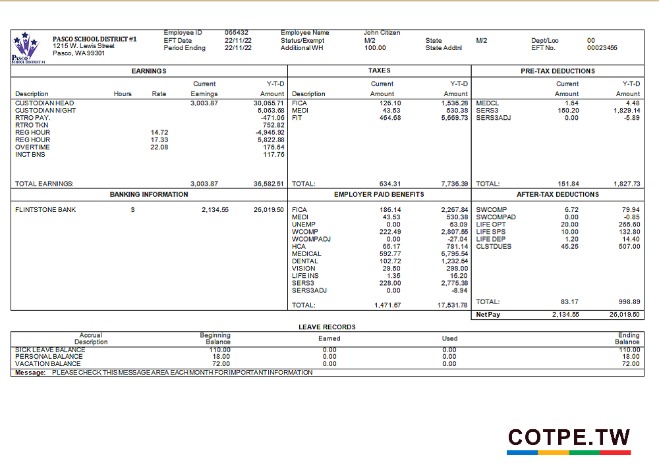 Employee ID 055432 Employee Name John Citizen
PASCO SCHOOL DISTRICT #1 EFT Date 22/11/22 Status/Exempt M/2 State M/2 Dept/Loc 00
1215 W. Lewis Street Period Ending 22/11/22 Additional WH 100.00 State Addtnl EFT No. 00023456
Pasco, WA 99301
PASCO
SCHOOL DISTRICT #1
EARNINGS TAXES PRE-TAX DEDUCTIONS
Current Y-T-D Current Y-T-D Current Y-T-D
Description Hours Rate Earnings Amount Description Amount Amount Amount Amount
CUSTODIAN HEAD 3,003.87 30,065.71 FICA 126.10 1,536.28 MEDCL 1.64 4.48
CUSTODIAN NIGHT 5,063.68 MEDI 43.53 530.38 SERS3 150.20 1,829.14
RTRO PAY. -471.06 FIT 464.68 5,669.73 SERS3ADJ 0.00 -5.89
RTRO TKN 752.82
REG HOUR 14.72 -4,945.92
REG HOUR 17.33 5,822.88
OVERTIME 22.08 176.64
INCT BNS 117.76
TOTAL EARNINGS: 3,003.87 36,582.51 TOTAL: 634.31 7,736.39 TOTAL: 151.84 1,827.73
BANKING INFORMATION EMPLOYER PAID BENEFITS AFTER-TAX DEDUCTIONS
FLINTSTONE BANK $ 2,134.55 26,019.50 FICA 186.14 2,267.84 SWCOMP 6.72 79.94
MEDI 43.53 530.38 SWCOMPAD 0.00 -0.85
UNEMP 0.00 63.09 LIFE OPT 20.00 265.60
WCOMP 222.49 2,807.55 LIFE SPS 10.00 132.80
WCOMPADJ 0.00 -27.04 LIFE DEP 1.20 14.40
HCA 65.17 781.14 CLSTDUES 45.25 507.00
MEDICAL 592.77 5,795.54
DENTAL 102.72 1,232.64
VISION 29.50 298.00
LIFE INS 1.35 16.20
SERS3 228.00 2,775.38
SERS3ADJ 0.00 -8.94
TOTAL: 83.17 998.89
TOTAL: 1,471.67 17,531.78
Net Pay 2,134.55 26,019.50
LEAVE RECORDS
Accrual Beginning Earned Used Ending
Description Balance Balance
SICK LEAVE BALANCE 110.00 0.00 0.00 110.00
PERSONAL BALANCE 18.00 0.00 0.00 18.00
VACATION BALANCE 72.00 0.00 0.00 72.00
Message: PLEASE CHECK THIS MESSAGE AREA EACH MONTH FOR IMPORTANT INFORMATION
COTPE.TW